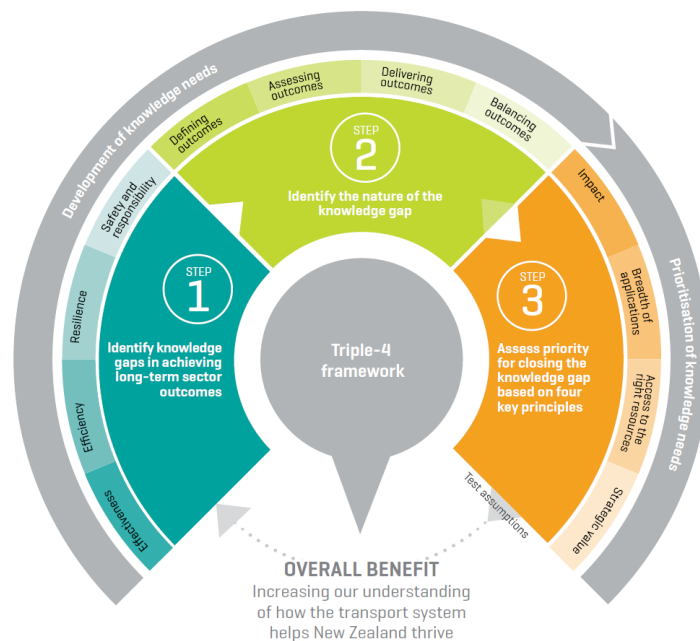 Development of knowledge needs
Prioritisation of knowledge needs
Effectiveness
Efficiency
Resilience
Safety and
responsibility
Defining
outcomes
Assessing
outcomes
Delivering
outcomes
Balancing
outcomes
Impact
Breadth of
applications
Access to the
right resources
Strategic value
STEP
1
Identify knowledge
gaps in achieving
long-term sector
outcomes
STEP
2
Identify the nature of the
knowledge gap
STEP
3
Assess priority
for closing the
knowledge gap
based on four
key principles
Triple-4
framework
Test assumptions
OVERALL BENEFIT
Increasing our understanding
of how the transport system
helps New Zealand thrive